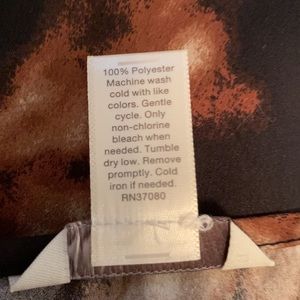 100% Polyester
Machine wash
cold with like
colors. Gentle
cycle. Only
non-chlorine
bleach when
needed. Tumble
dry low. Remove
promptly. Cold
iron if needed.
RN37080